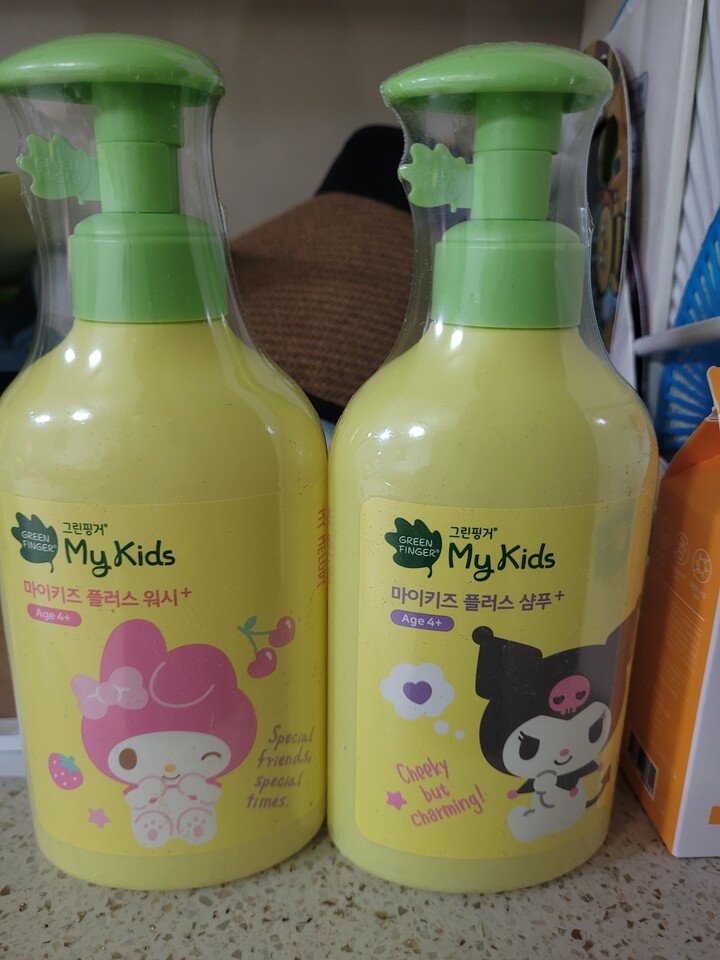 GREEN
FINGER®
그린핑거®
My Kids
마이키즈 플러스 워시+
Age 4+
Special
friends,
special
times.
MY MELODY
GREEN
FINGER®
그린핑거®
My Kids
마이키즈 플러스 샴푸+
Age 4+
Cheeky
but
charming!